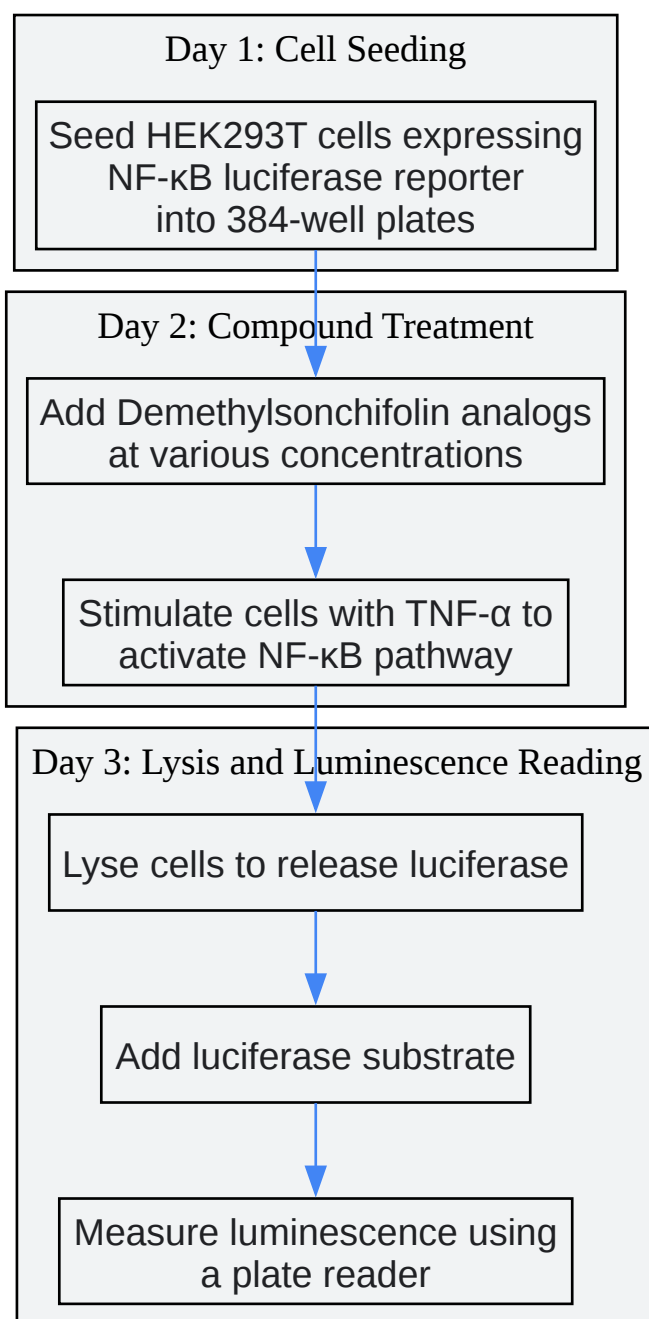 Day 1: Cell Seeding
Seed HEK293T cells expressing
NF-κB luciferase reporter
into 384-well plates
Day 2: Compound Treatment
Add Demethylsonchifolin analogs
at various concentrations
Stimulate cells with TNF-α to
activate NF-κB pathway
Day 3: Lysis and Luminescence Reading
Lyse cells to release luciferase
Add luciferase substrate
Measure luminescence using
a plate reader